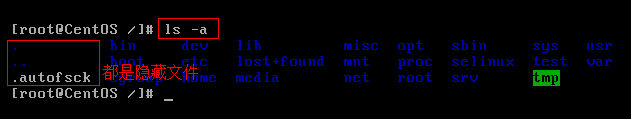 [root@CentOS /]# ls -a
. bin dev lib misc opt sbin sys usr
.. boot etc lost+found mnt proc selinux test var
.autofsck home media net root srv tmp
都是隐藏文件
[root@CentOS /]# _